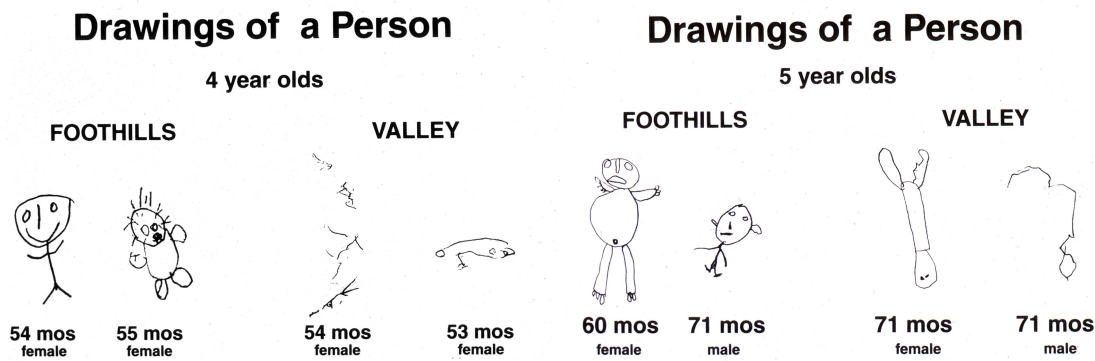 Drawings of a Person
4 year olds
FOOTHILLS
VALLEY
54 mos
female
55 mos
female
54 mos
female
53 mos
female
Drawings of a Person
5 year olds
FOOTHILLS
VALLEY
60 mos
female
71 mos
male
71 mos
female
71 mos
male